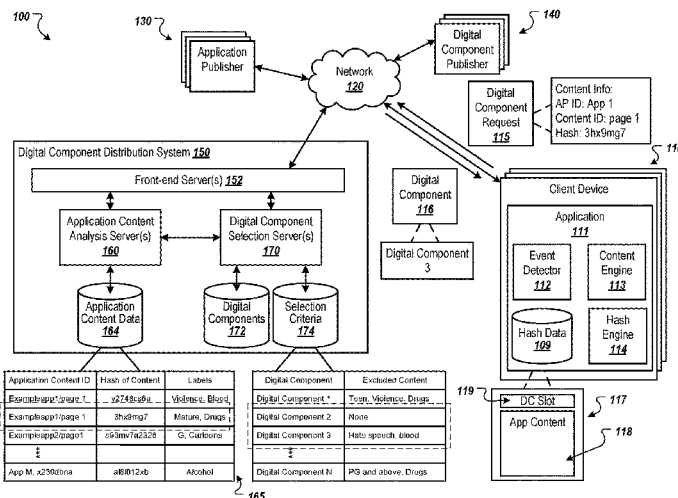 100
130
Application
Publisher
140
Digital
Component
Publisher
Network
120
Digital
Component
Request
115
Content Info:
AP ID: App 1
Content ID: page 1
Hash: 3hx9mg7
Digital Component Distribution System 150
Front-end Server(s) 152
Application Content
Analysis Server(s)
160
Digital Component
Selection Server(s)
170
Application
Content Data
164
Digital
Components
172
Selection
Criteria
174
Digital
Component
116
Digital Component
3
Client Device
Application
111
Event
Detector
112
Content
Engine
113
Hash Data
109
Hash
Engine
114
119
DC Slot
117
App Content
118
Application Content ID Hash of Content Labels
Violence, Blood
Exampleapp1/page 1 3hx9mg7 Mature, Drugs
G, Cartoons
***
App M, x230dbna al8l012xb Alcohol
165
Digital Component Excluded Content
Digital Component Teen, Violence, Drugs
Digital Component 2 None
Digital Component 3 Hate speech, Blood
***
Digital Component N PG and above, Drugs